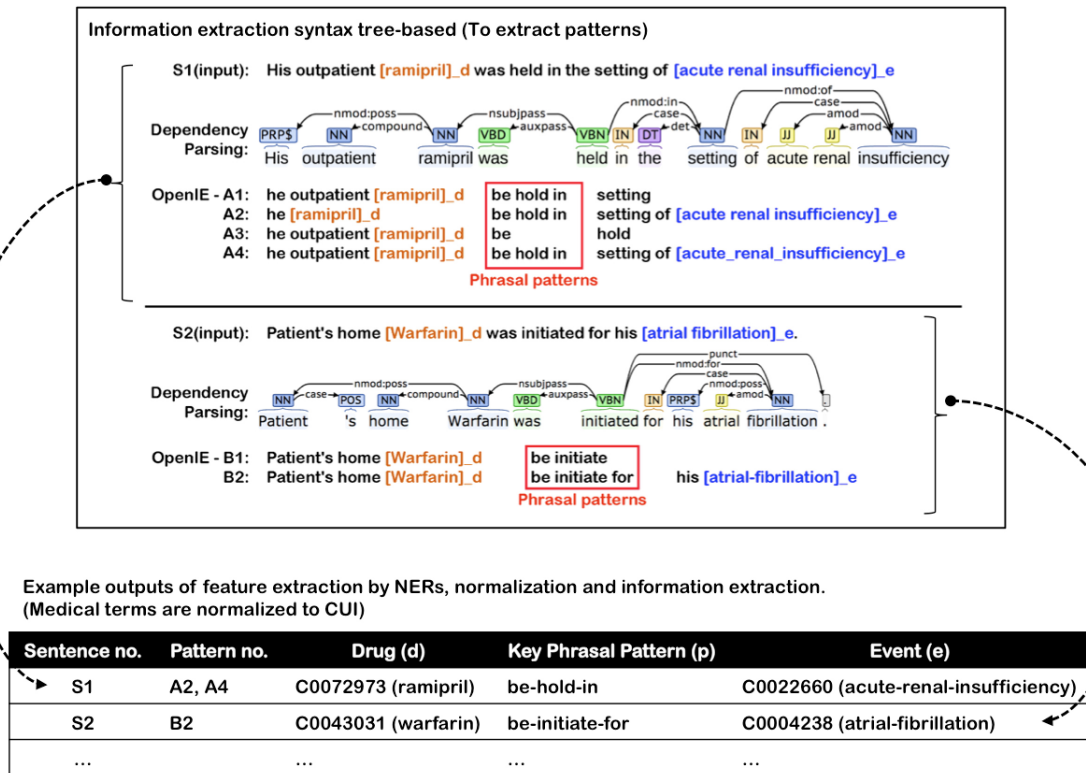 Information extraction syntax tree-based (To extract patterns)
S1(input): His outpatient [ramipril]_d was held in the setting of [acute renal insufficiency]_e
nmod:of
nmod:in case
nmod:poss nsubjpass case amod
compound auxpass det amod
Dependency Parsing:
PRP$ NN NN VBD VBN IN DT NN IN JJ JJ NN
His outpatient ramipril was held in the setting of acute renal insufficiency
OpenIE - A1: he outpatient [ramipril]_d be hold in setting
A2: he [ramipril]_d be hold in setting of [acute renal insufficiency]_e
A3: he outpatient [ramipril]_d be hold
A4: he outpatient [ramipril]_d be hold in setting of [acute_renal_insufficiency]_e
Phrasal patterns
S2(input): Patient's home [Warfarin]_d was initiated for his [atrial fibrillation]_e.
punct
nmod:for
case
nmod:poss nsubjpass nmod:poss
case compound auxpass amod
Dependency Parsing:
NN POS NN NN VBD VBN IN PRP$ JJ NN .
Patient 's home Warfarin was initiated for his atrial fibrillation .
OpenIE - B1: Patient's home [Warfarin]_d be initiate
B2: Patient's home [Warfarin]_d be initiate for his [atrial-fibrillation]_e
Phrasal patterns
Example outputs of feature extraction by NERs, normalization and information extraction.
(Medical terms are normalized to CUI)
Sentence no. Pattern no. Drug (d) Key Phrasal Pattern (p) Event (e)
S1 A2, A4 C0072973 (ramipril) be-hold-in C0022660 (acute-renal-insufficiency)
S2 B2 C0043031 (warfarin) be-initiate-for C0004238 (atrial-fibrillation)
... ... ... ... ...